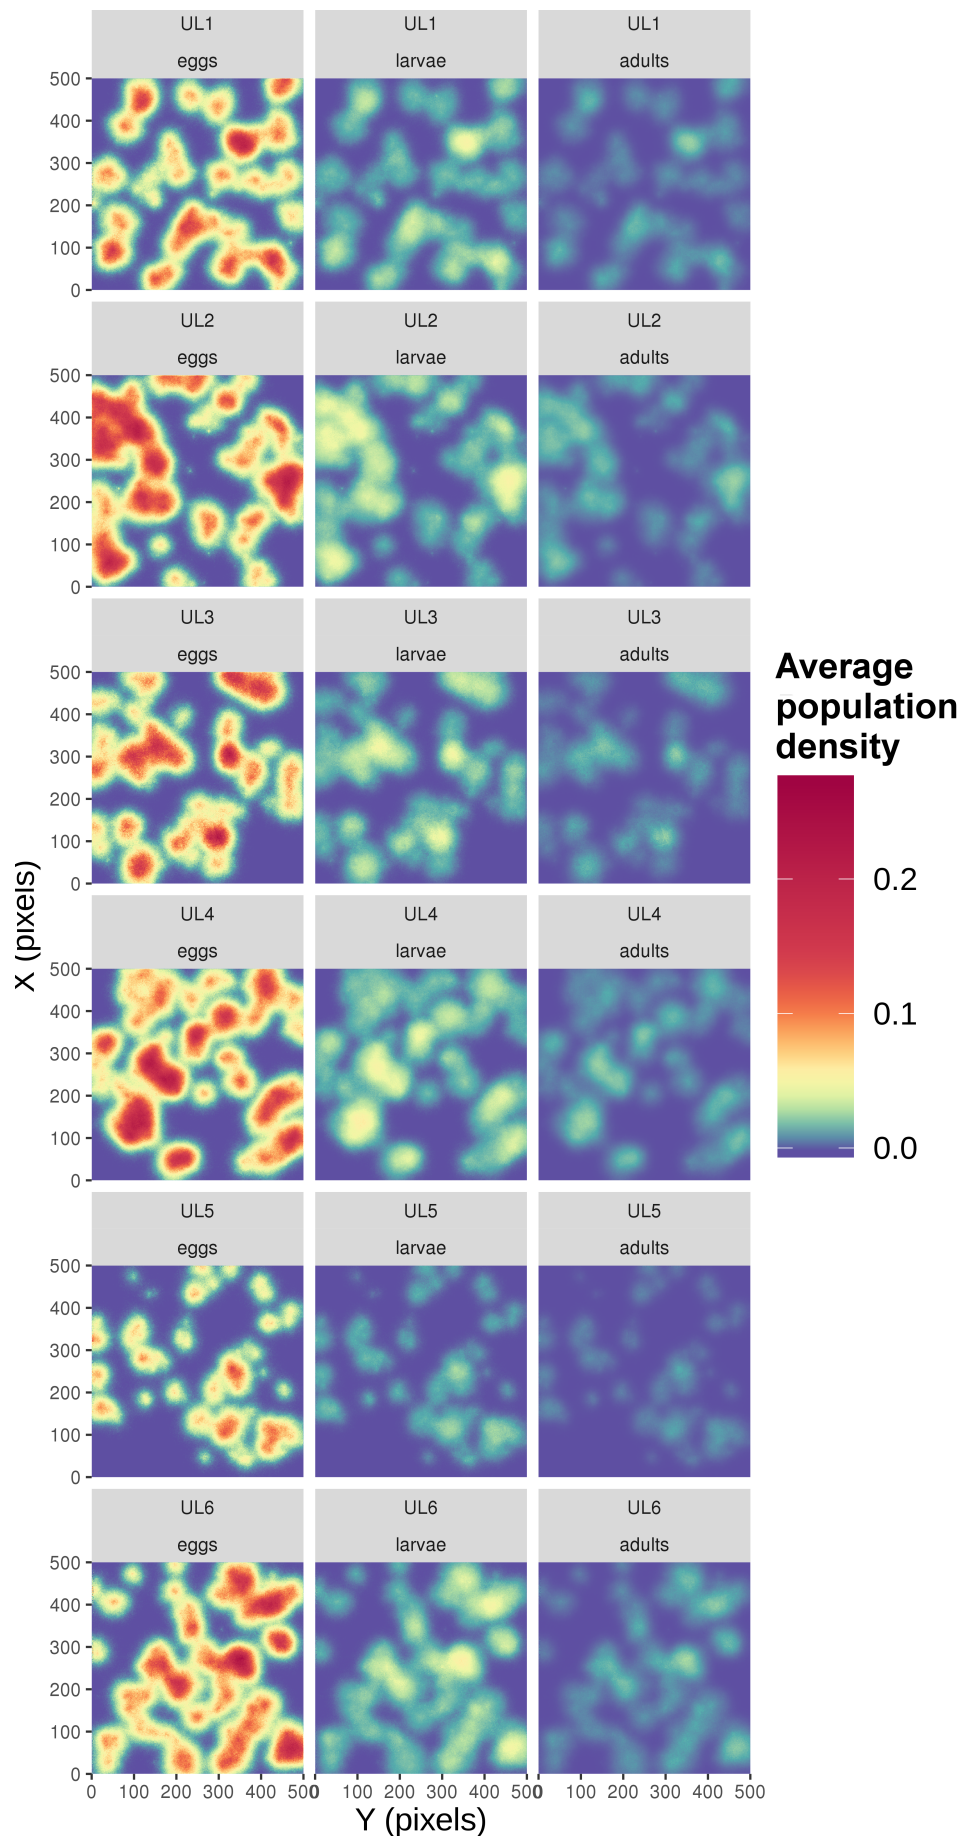 UL1 UL1 UL1
eggs larvae adults
500
400
300
200
100
0
UL2 UL2 UL2
eggs larvae adults
500
400
300
200
100
0
UL3 UL3 UL3
eggs larvae adults
500
400
300
200
100
0
Average
population
density
0.2
0.1
0.0
X (pixels)
UL4 UL4 UL4
eggs larvae adults
500
400
300
200
100
0
UL5 UL5 UL5
eggs larvae adults
500
400
300
200
100
0
UL6 UL6 UL6
eggs larvae adults
500
400
300
200
100
0
0 100 200 300 400 500 0 100 200 300 400 500 0 100 200 300 400 500
Y (pixels)